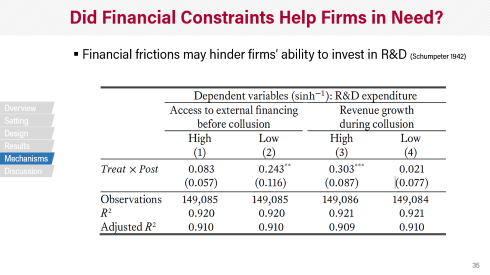 Did Financial Constraints Help Firms in Need?
▪ Financial frictions may hinder firms' ability to invest in R&D (Schumpeter 1942)
Overview
Setting
Design
Results
Mechanisms
Discussion
Dependent variables (sinh⁻¹): R&D expenditure
Access to external financing before collusion Revenue growth during collusion
High Low High Low
(1) (2) (3) (4)
Treat × Post 0.083 0.243** 0.303*** 0.021
(0.057) (0.116) (0.087) (0.077)
Observations 149,085 149,085 149,086 149,084
R² 0.920 0.920 0.921 0.921
Adjusted R² 0.910 0.910 0.909 0.910
35